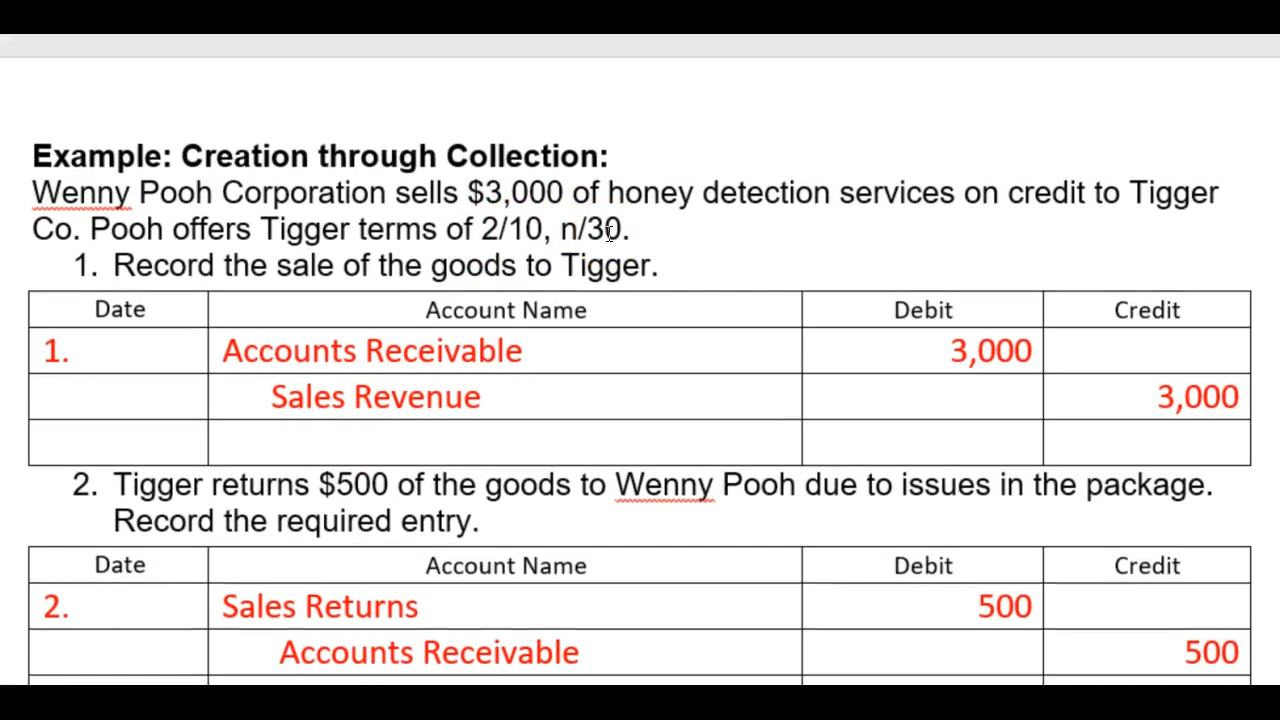 Example: Creation through Collection:
Wenny Pooh Corporation sells $3,000 of honey detection services on credit to Tigger
Co. Pooh offers Tigger terms of 2/10, n/30.
1. Record the sale of the goods to Tigger.
Date Account Name Debit Credit
1. Accounts Receivable 3,000
Sales Revenue 3,000
2. Tigger returns $500 of the goods to Wenny Pooh due to issues in the package.
Record the required entry.
Date Account Name Debit Credit
2. Sales Returns 500
Accounts Receivable 500